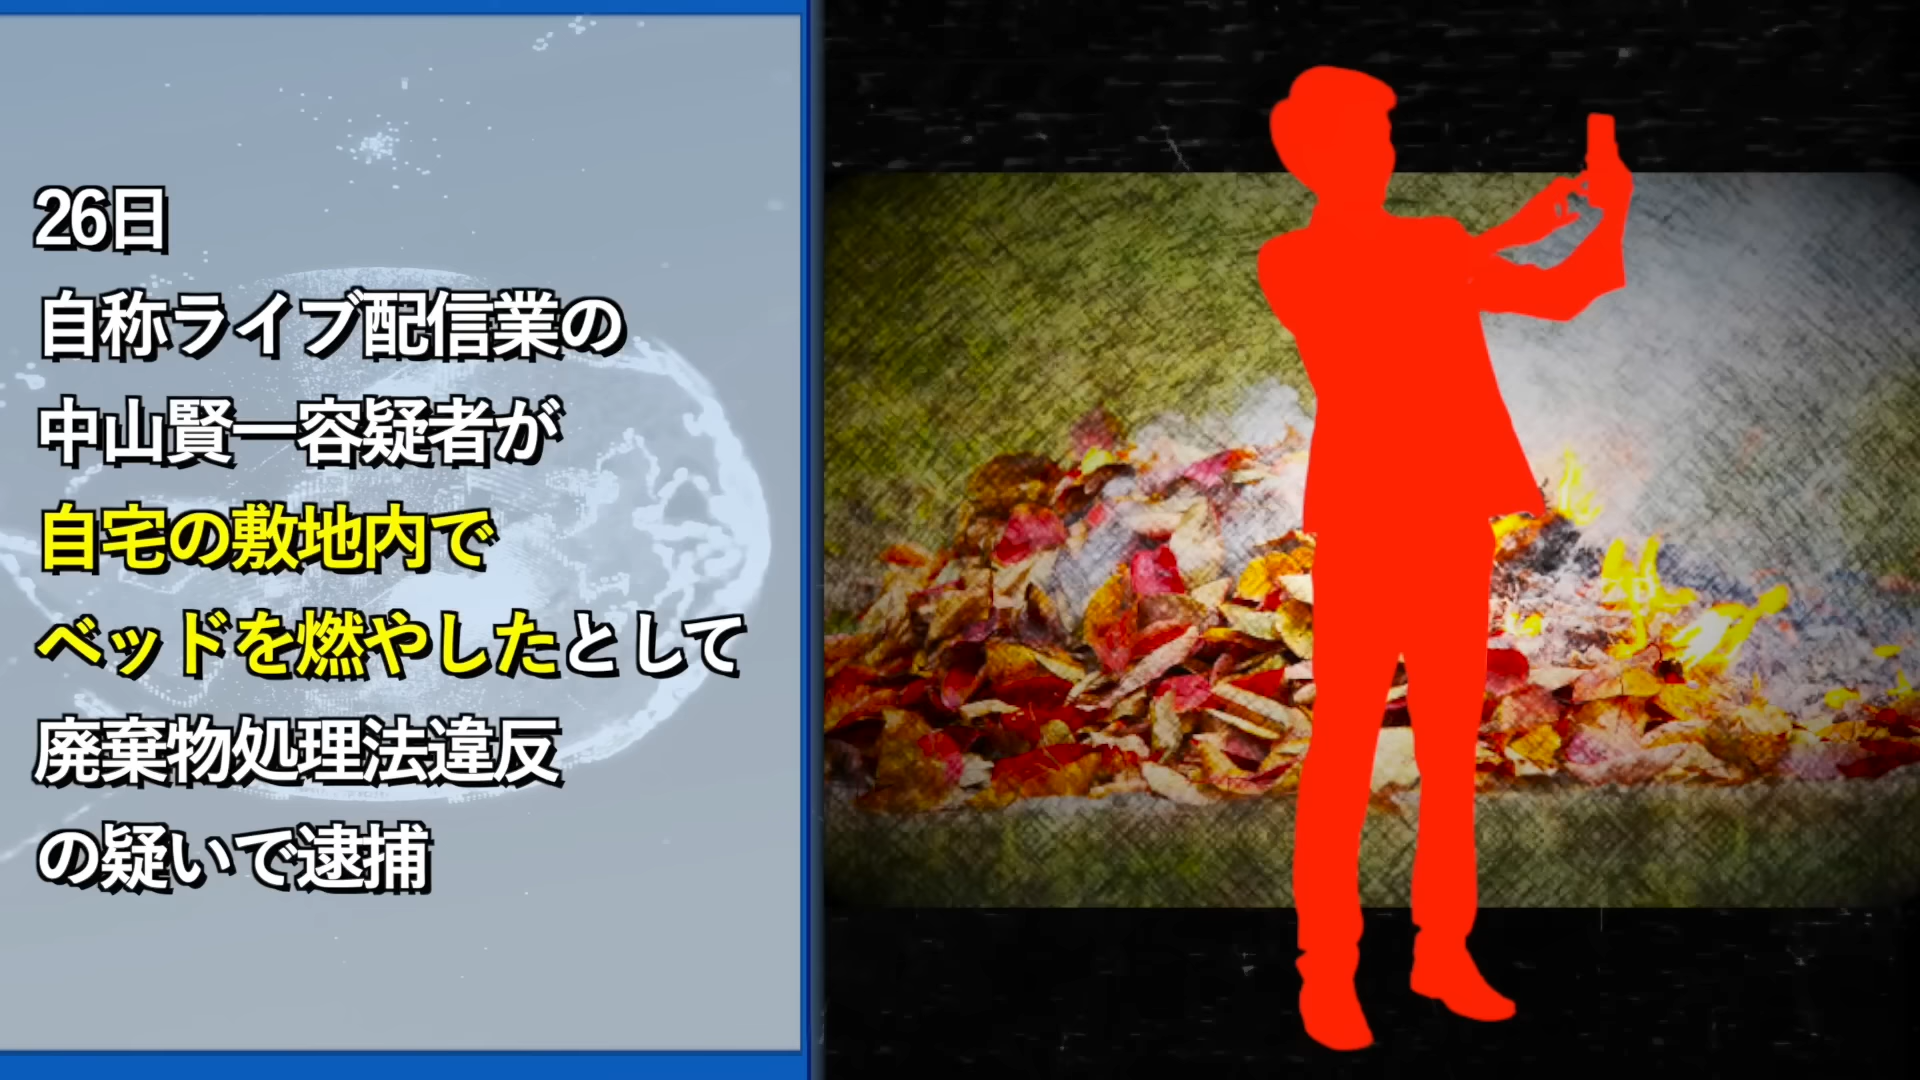 26日
自称ライブ配信業の
中山賢一容疑者が
自宅の敷地内で
ベッドを燃やしたとして
廃棄物処理法違反
の疑いで逮捕